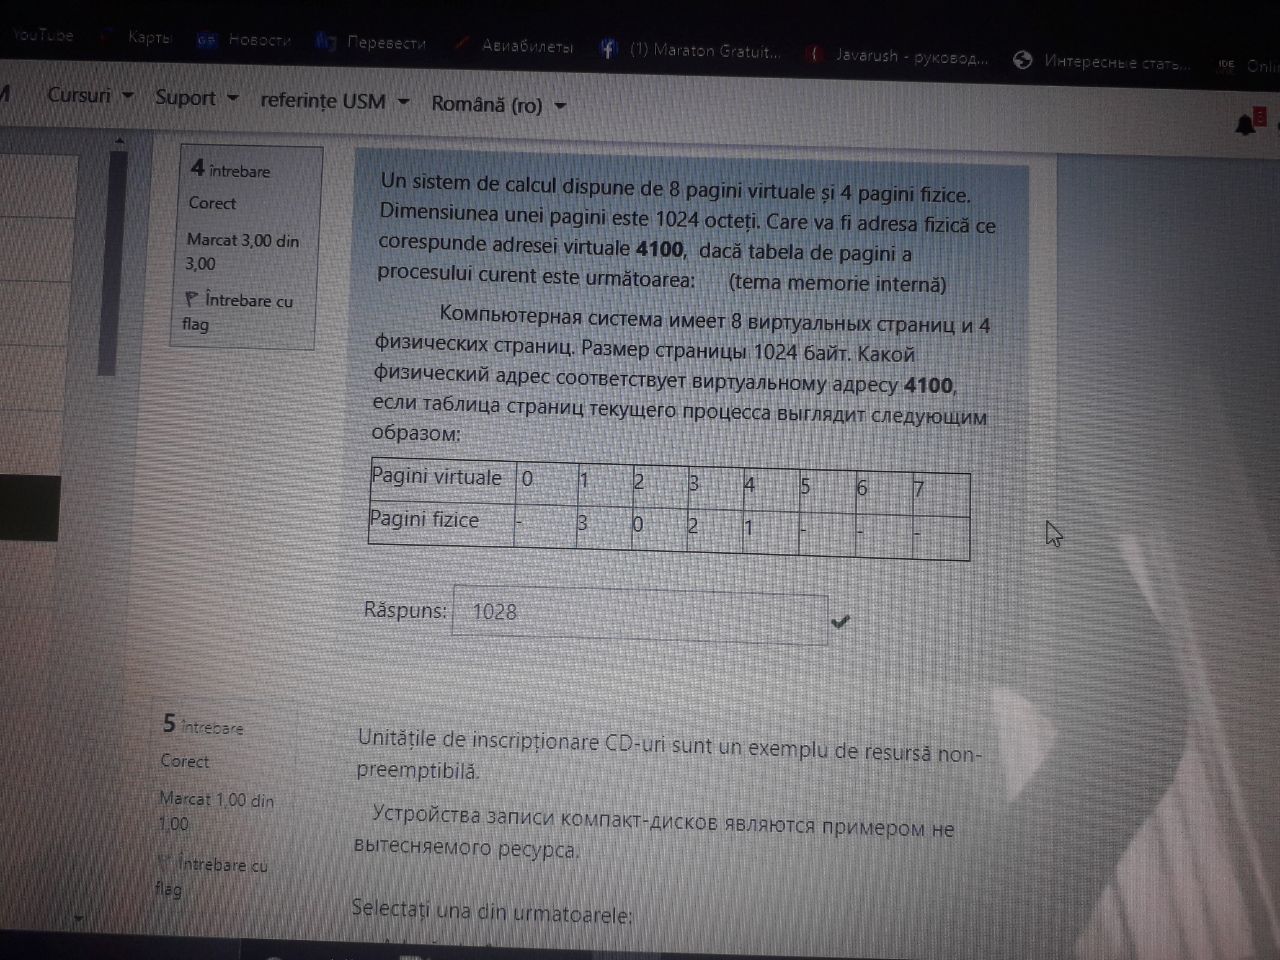 YouTube Карты Новости Перевести Авиабилеты (1) Maraton Gratuit... Javarush - руковод... Интересные стать... IDE
Cursuri Suport referințe USM Română (ro)
4 întrebare
Corect
Marcat 3,00 din
3,00
Întrebare cu
flag
Un sistem de calcul dispune de 8 pagini virtuale și 4 pagini fizice.
Dimensiunea unei pagini este 1024 octeți. Care va fi adresa fizică ce
corespunde adresei virtuale 4100, dacă tabela de pagini a
procesului curent este următoarea: (tema memorie internă)
Компьютерная система имеет 8 виртуальных страниц и 4
физических страниц. Размер страницы 1024 байт. Какой
физический адрес соответствует виртуальному адресу 4100,
если таблица страниц текущего процесса выглядит следующим
образом:
Pagini virtuale 0 1 2 3 4 5 6 7
Pagini fizice - 3 0 2 1 - - -
Răspuns: 1028
5 întrebare
Corect
Marcat 1,00 din
1,00
Întrebare cu
flag
Unitățile de inscripționare CD-uri sunt un exemplu de resursă non-
preemptibilă.
Устройства записи компакт-дисков являются примером не
вытесняемого ресурса.
Selectați una din urmatoarele: